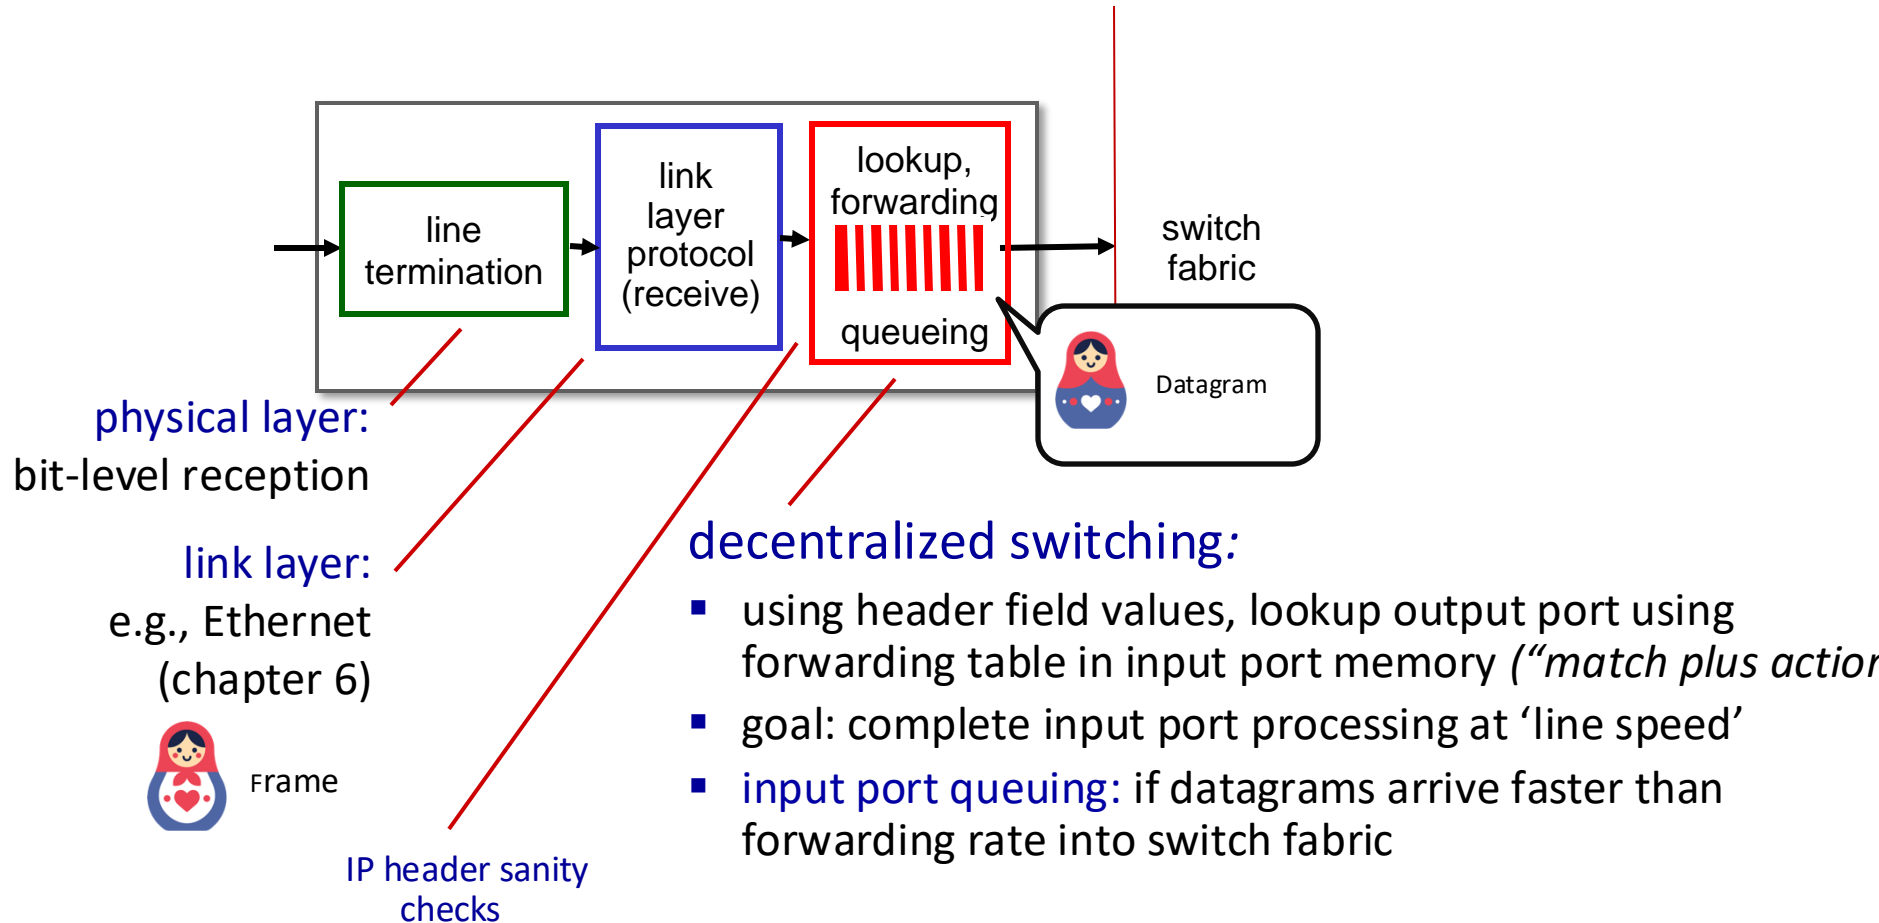 line
termination
link
layer
protocol
(receive)
lookup,
forwarding
queueing
switch
fabric
Datagram
physical layer:
bit-level reception
link layer:
e.g., Ethernet
(chapter 6)
Frame
IP header sanity
checks
decentralized switching:
▪ using header field values, lookup output port using
forwarding table in input port memory (“match plus action
▪ goal: complete input port processing at ‘line speed’
▪ input port queuing: if datagrams arrive faster than
forwarding rate into switch fabric